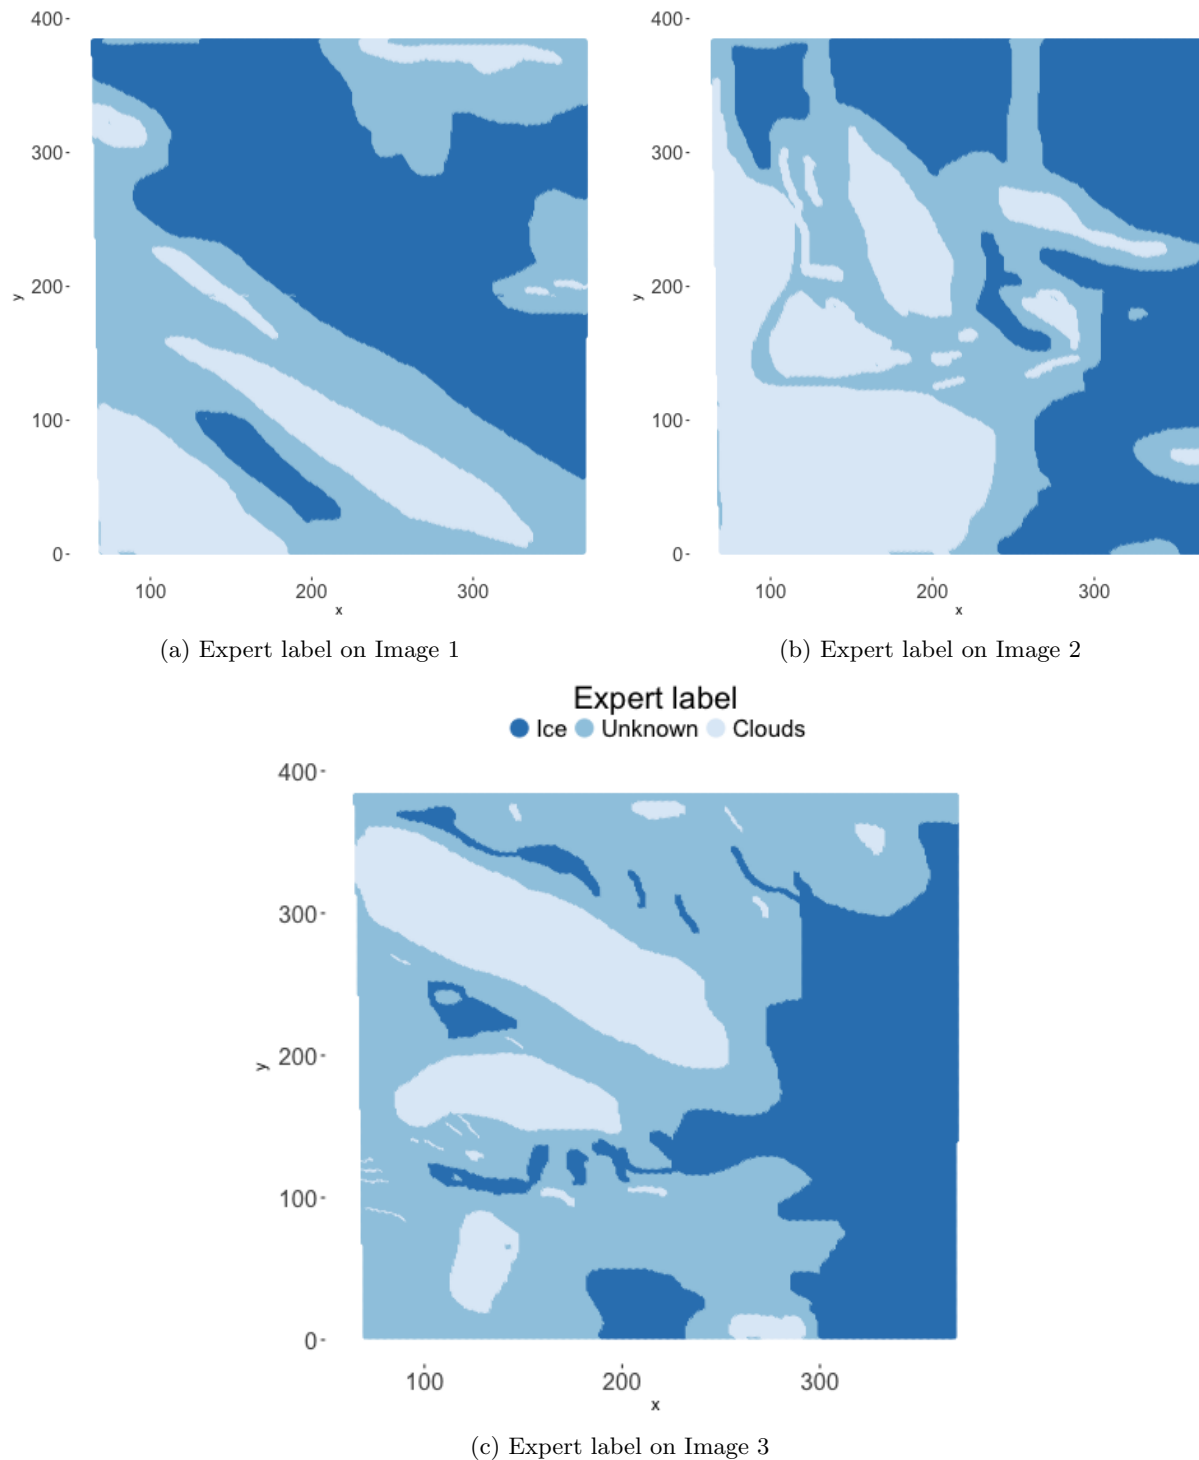 400
300
200
100
0
y
100 200 300
x
(a) Expert label on Image 1
400
300
200
100
0
y
100 200 300
x
(b) Expert label on Image 2
Expert label
Ice Unknown Clouds
400
300
200
100
0
y
100 200 300
x
(c) Expert label on Image 3